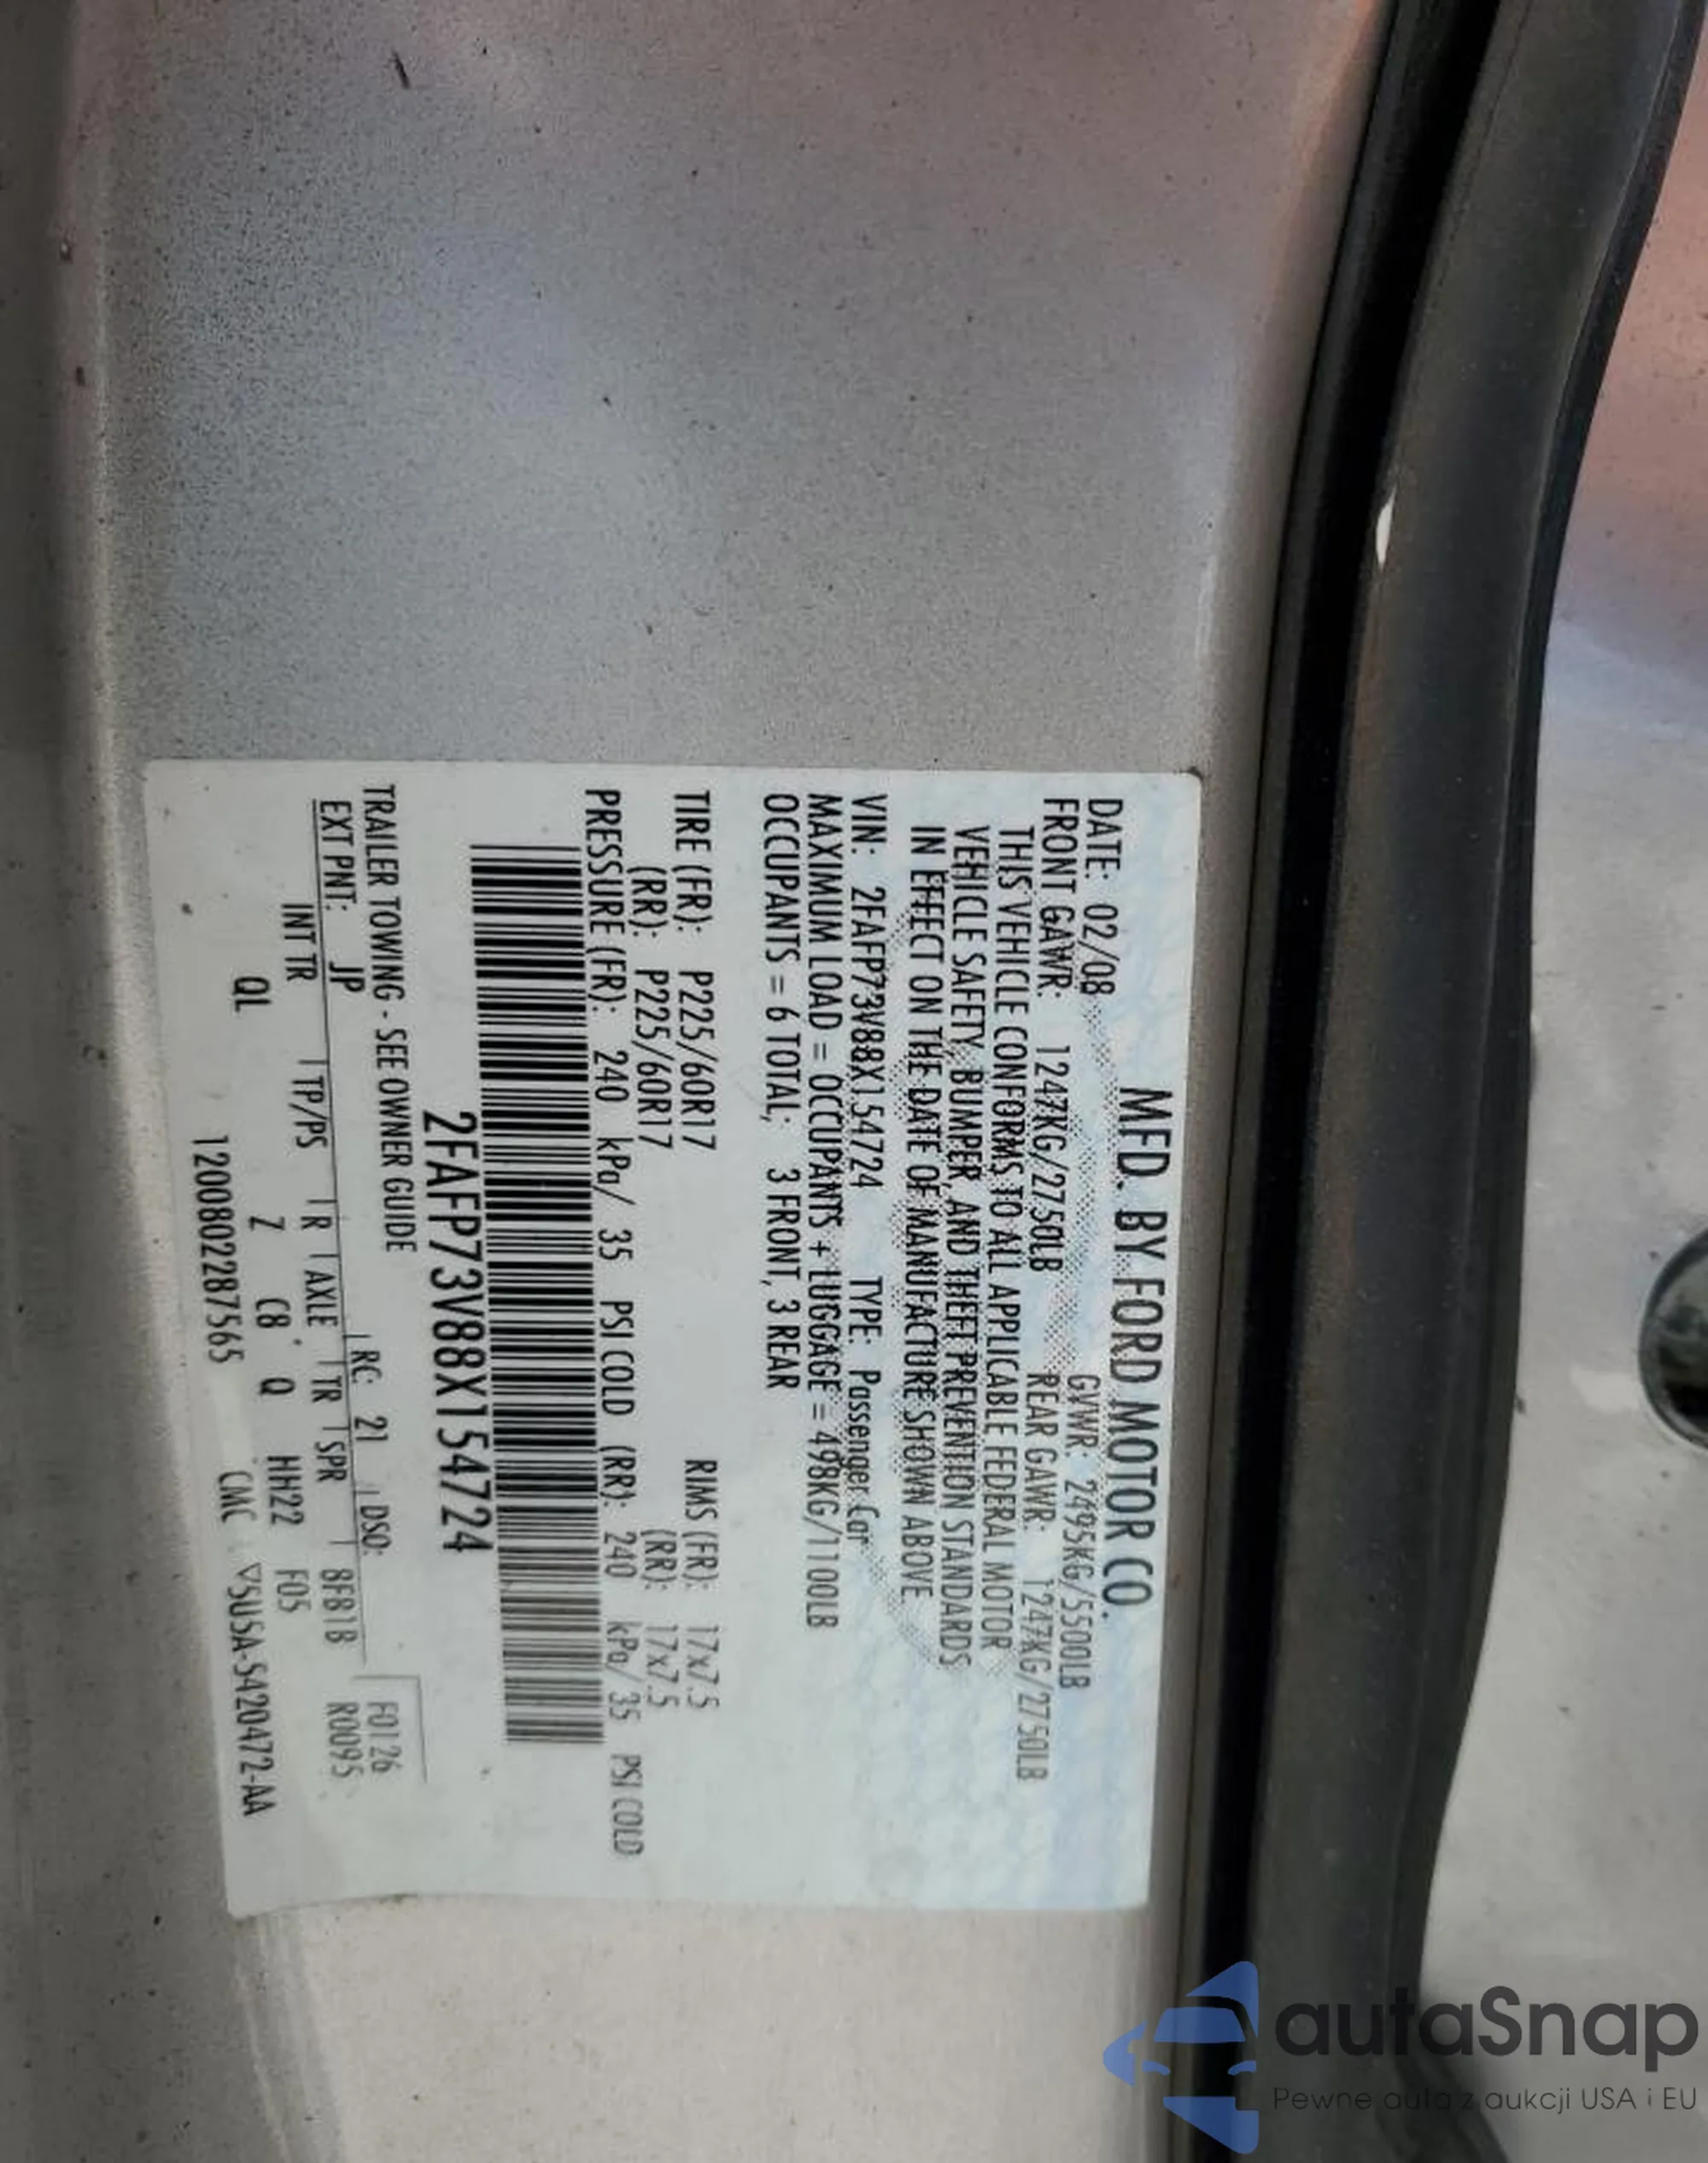 MFD. BY FORD MOTOR CO.
DATE: 02/08 GVWR: 2495KG/5500LB
FRONT GAWR: 1247KG/2750LB REAR GAWR: 1247KG/2750LB
THIS VEHICLE CONFORMS TO ALL APPLICABLE FEDERAL MOTOR
VEHICLE SAFETY, BUMPER, AND THEFT PREVENTION STANDARDS
IN EFFECT ON THE DATE OF MANUFACTURE SHOWN ABOVE.
VIN: 2FAFP73V88X154724 TYPE: Passenger Car
MAXIMUM LOAD = OCCUPANTS + LUGGAGE = 498KG/1100LB
OCCUPANTS = 6 TOTAL; 3 FRONT, 3 REAR
TIRE (FR): P225/60R17 RIMS (FR): 17x7.5
(RR): P225/60R17 (RR): 17x7.5
PRESSURE (FR): 240 kPa/ 35 PSI COLD (RR): 240 kPa/35 PSI COLD
2FAFP73V88X154724
TRAILER TOWING - SEE OWNER GUIDE
F0126
EXT PNT: JP RC: 21 DSO: R0095
INT TR TP/PS R AXLE TR SPR 8FB1B
QL Z C8 Q HH22 F05
12008022875​65 CMC ▽5U5A-5420472-AA
autaSnap
Pewne auta z aukcji USA i EU